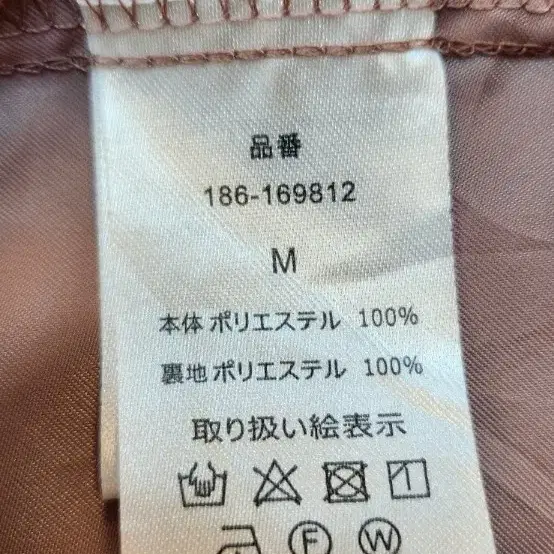 品番
186-169812
M
本体 ポリエステル 100%
裏地 ポリエステル 100%
取り扱い絵表示
F W